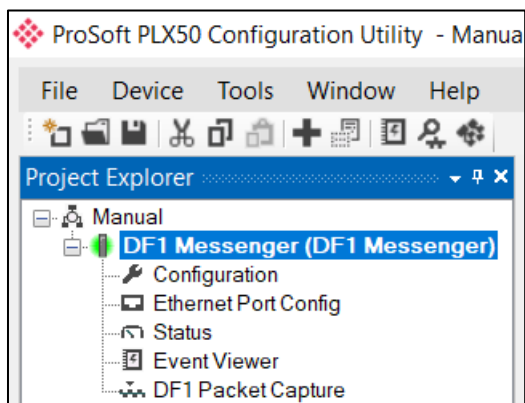 ProSoft PLX50 Configuration Utility - Manua
File Device Tools Window Help
Project Explorer
Manual
DF1 Messenger (DF1 Messenger)
Configuration
Ethernet Port Config
Status
Event Viewer
DF1 Packet Capture